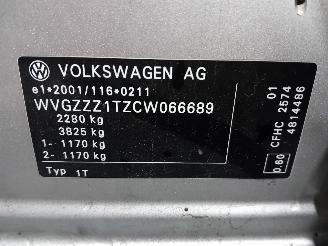 VOLKSWAGEN AG
e1*2001/116*0211
WVGZZZ1TZCW066689
2280 kg
3825 kg
1- 1170 kg
2- 1170 kg
Typ 1T
01
CFHC 2574
4814486
0.60